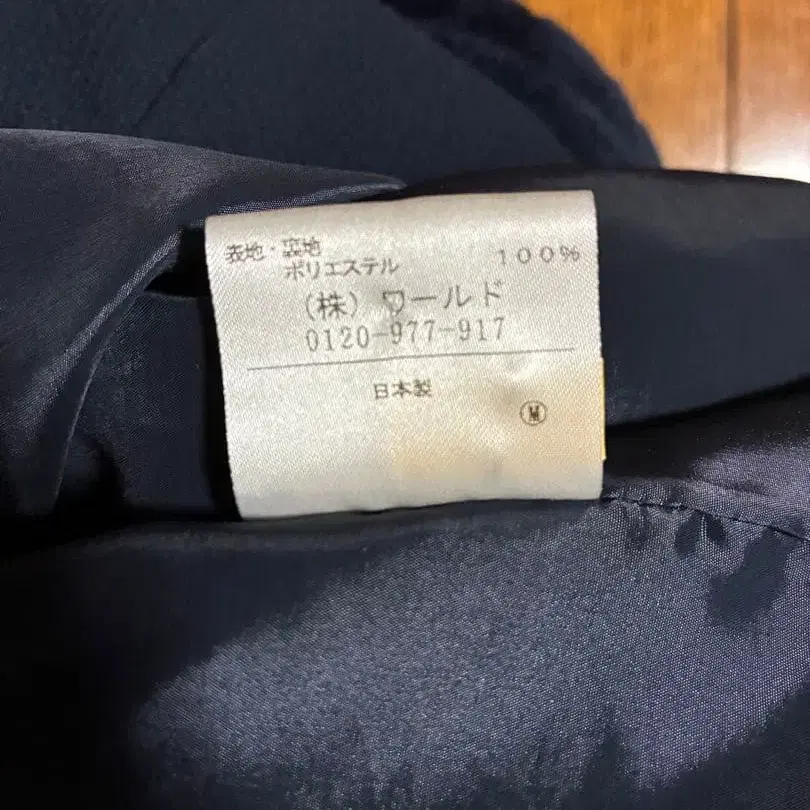 表地・裏地
ポリエステル 100%
(株) ワールド
0120-977-917
日本製
Ⓜ